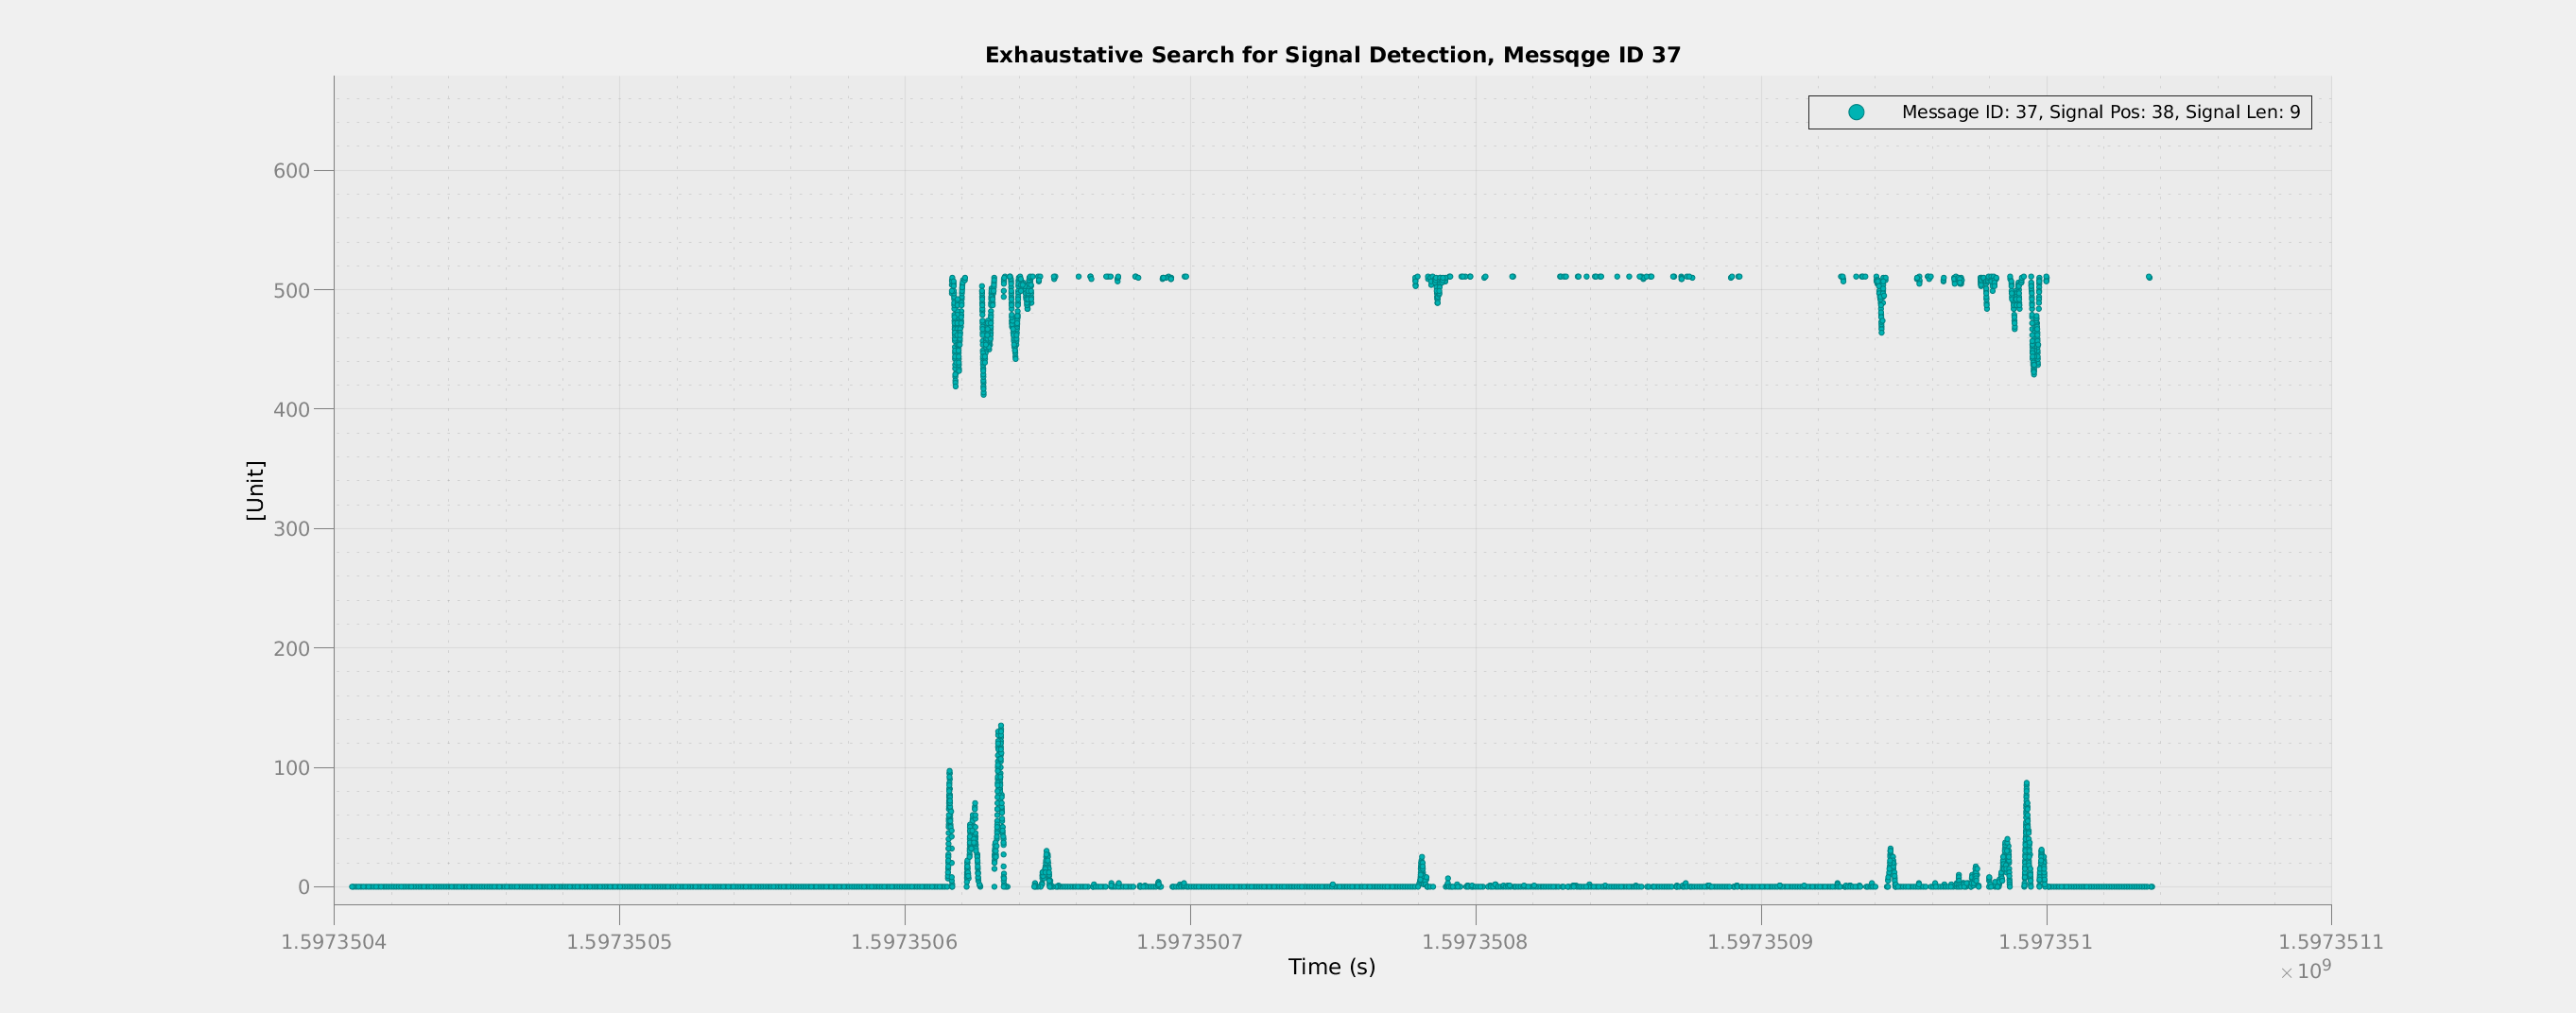 Exhaustative Search for Signal Detection, Messqge ID 37
Message ID: 37, Signal Pos: 38, Signal Len: 9
600
500
400
300
200
100
0
[Unit]
1.5973504 1.5973505 1.5973506 1.5973507 1.5973508 1.5973509 1.597351 1.5973511
Time (s)
× 10⁹